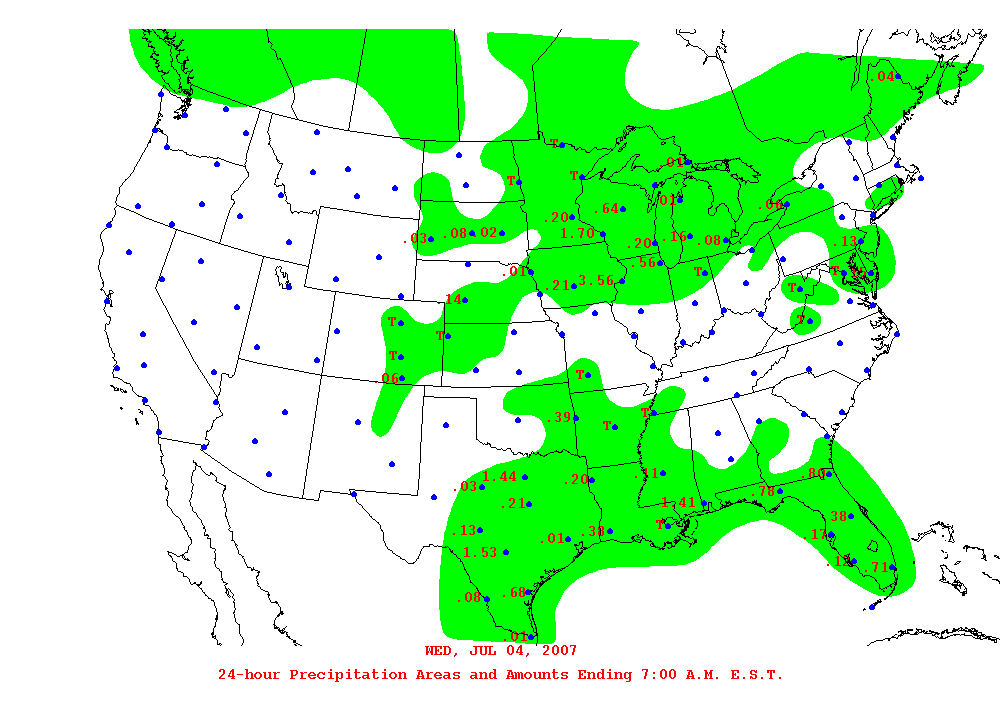 .04
T
.01
T
T
.01
.06
.20
.64
.03
.08
.02
1.70
.20
.16
.08
.13
.56
.01
T
T
.21
3.56
T
.14
T
T
T
T
.06
T
.39
T
T
.11
.80
1.44
.03
.20
.78
.21
1.41
.38
T
.13
.01
.38
.17
1.53
.12
.71
.08
.68
.01
WED, JUL 04, 2007
24-hour Precipitation Areas and Amounts Ending 7:00 A.M. E.S.T.